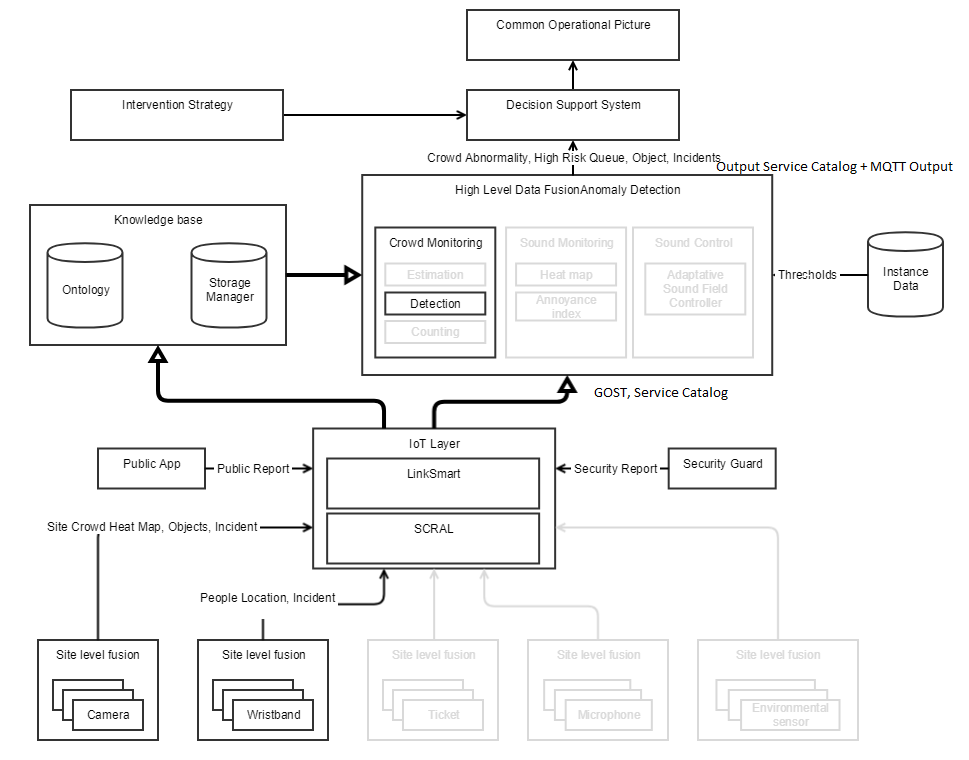 Common Operational Picture
Intervention Strategy
Decision Support System
Crowd Abnormality, High Risk Queue, Object, Incidents
Output Service Catalog + MQTT Output
High Level Data FusionAnomaly Detection
Knowledge base
Ontology
Storage
Manager
Crowd Monitoring
Estimation
Detection
Counting
Sound Monitoring
Heat map
Annoyance
index
Sound Control
Adaptative
Sound Field
Controller
Thresholds
Instance
Data
GOST, Service Catalog
IoT Layer
LinkSmart
SCRAL
Public App
Public Report
Security Report
Security Guard
Site Crowd Heat Map, Objects, Incident
People Location, Incident
Site level fusion
Camera
Site level fusion
Wristband
Site level fusion
Ticket
Site level fusion
Microphone
Site level fusion
Environmental
sensor